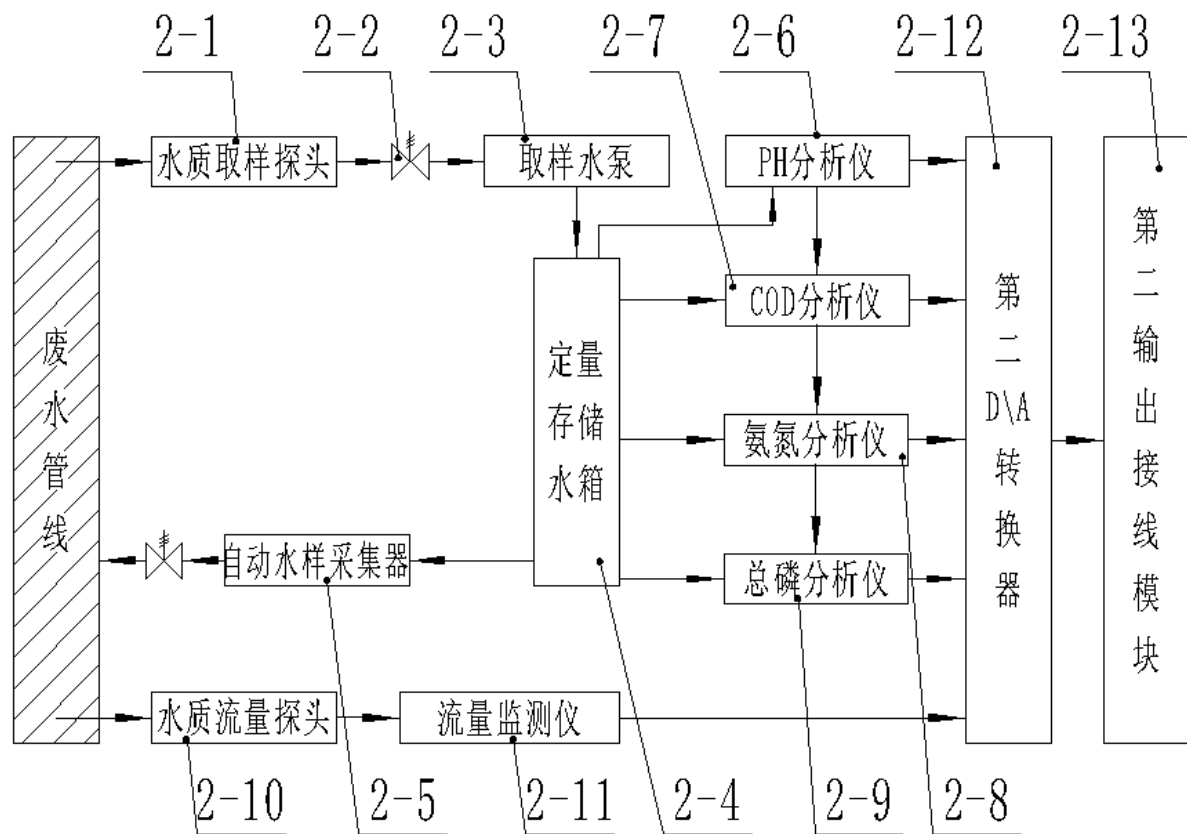 2-1
2-2
2-3
2-7
2-6
2-12
2-13
水质取样探头
取样水泵
PH分析仪
COD分析仪
氨氮分析仪
总磷分析仪
废水管线
定量
存储
水箱
自动水样采集器
水质流量探头
流量监测仪
第二D\A转换器
第二输出接线模块
2-10
2-5
2-11
2-4
2-9
2-8